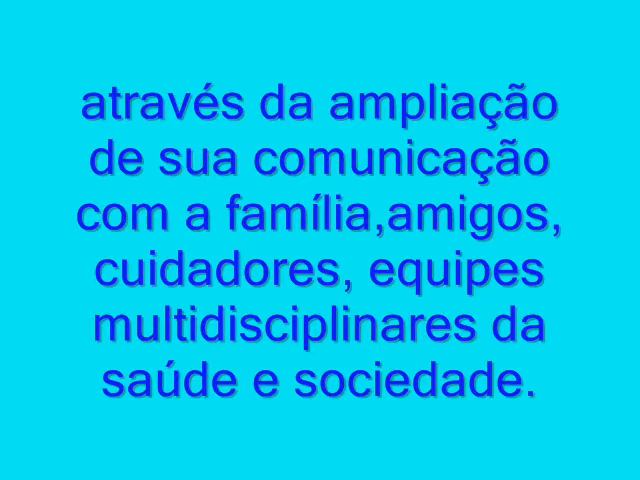 através da ampliação
de sua comunicação
com a família,amigos,
cuidadores, equipes
multidisciplinares da
saúde e sociedade.